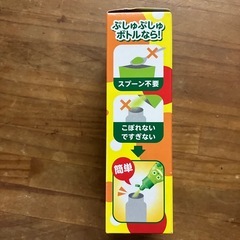 ぷしゅぷしゅ
ボトルなら!
スプーン不要
こぼれない
ですぎない
簡単